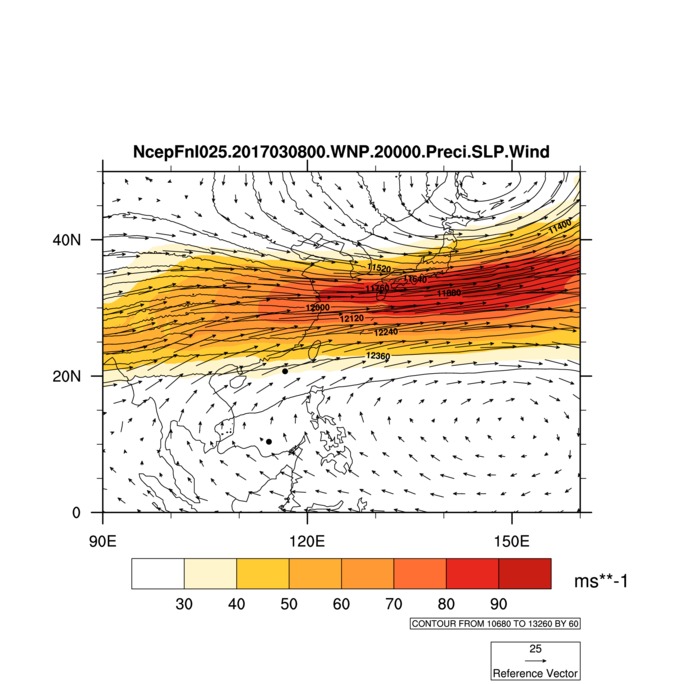 NcepFnl025.2017030800.WNP.20000.Preci.SLP.Wind
11400
40N
11520
11640
11760
11880
12000
12120
12240
12360
20N
0
90E 120E 150E
ms**-1
30 40 50 60 70 80 90
CONTOUR FROM 10680 TO 13260 BY 60
25
Reference Vector